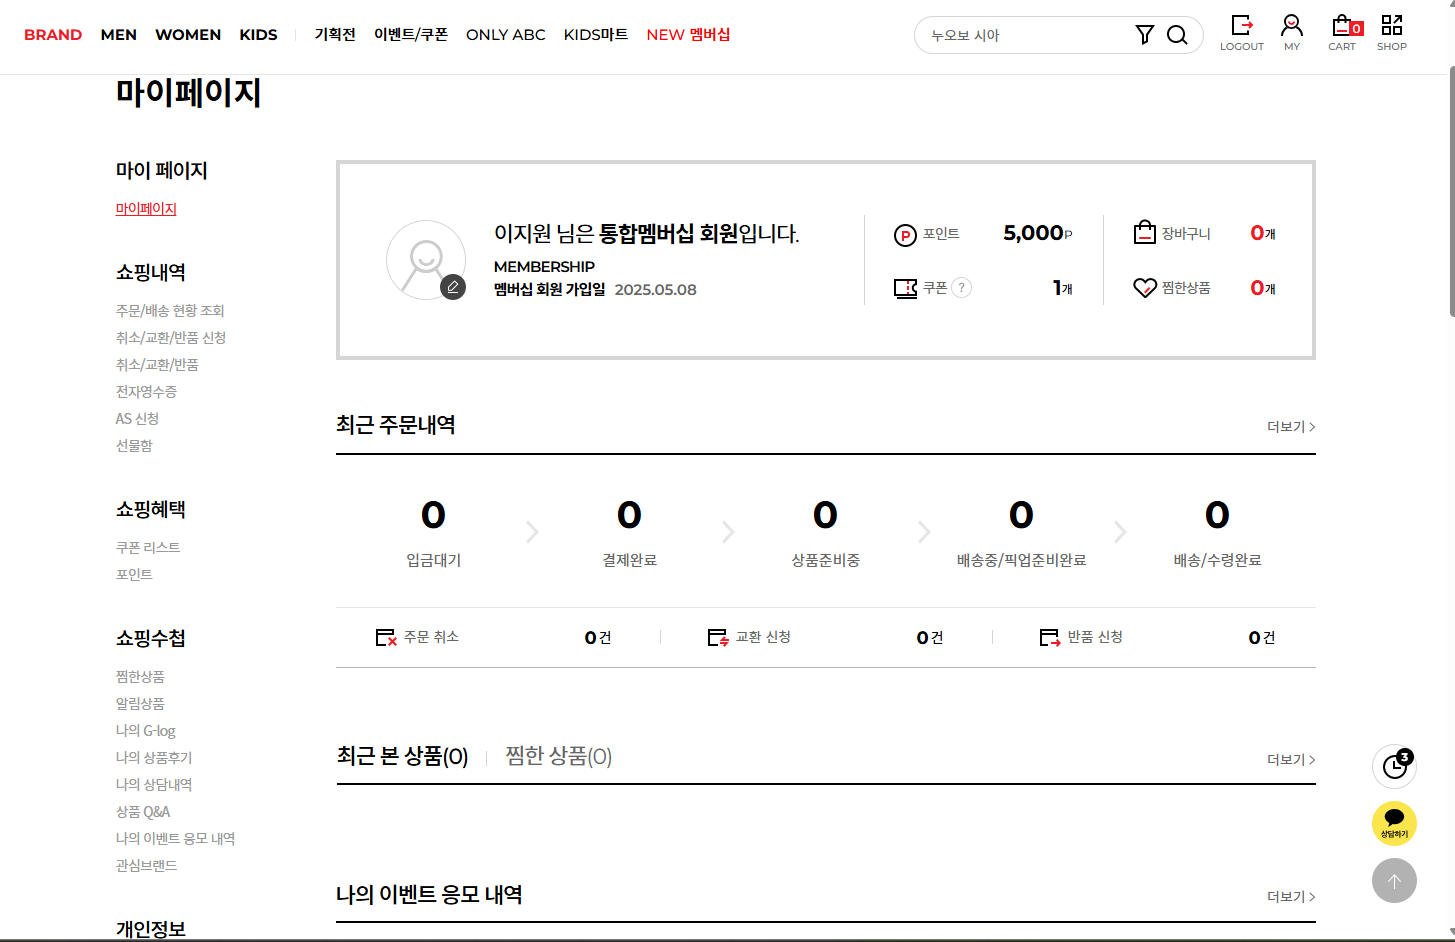 BRAND MEN WOMEN KIDS 기획전 이벤트/쿠폰 ONLY ABC KIDS마트 NEW 멤버십
누오보 시아
LOGOUT MY 0 CART SHOP
마이페이지
마이 페이지
마이페이지
쇼핑내역
주문/배송 현황 조회
취소/교환/반품 신청
취소/교환/반품
전자영수증
AS 신청
선물함
쇼핑혜택
쿠폰 리스트
포인트
쇼핑수첩
찜한상품
알림상품
나의 G-log
나의 상품후기
나의 상담내역
상품 Q&A
나의 이벤트 응모 내역
관심브랜드
개인정보
이지원 님은 통합멤버십 회원입니다.
MEMBERSHIP
멤버십 회원 가입일 2025.05.08
P 포인트 5,000P
쿠폰 ? 1개
장바구니 0개
찜한상품 0개
최근 주문내역 더보기
0 0 0 0 0
입금대기 결제완료 상품준비중 배송중/픽업준비완료 배송/수령완료
주문 취소 0건 교환 신청 0건 반품 신청 0건
최근 본 상품(0) 찜한 상품(0) 더보기
나의 이벤트 응모 내역 더보기
3
상담하기